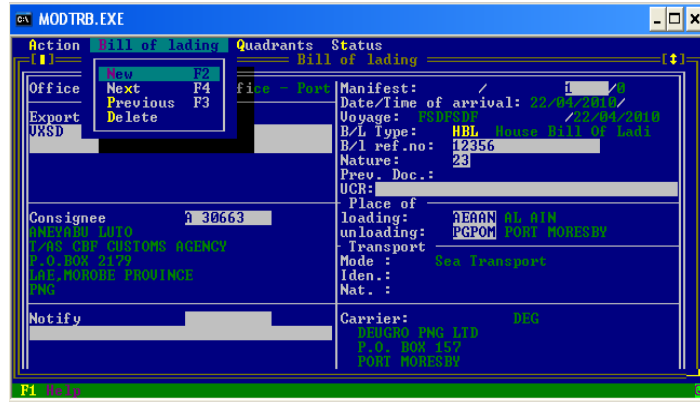 MODTRB.EXE
Action Bill of lading Quadrants Status
Bill of lading
New F2
Next F4
Previous F3
Delete
Office fice - Port
Export
UXSD
Consignee A 30663
ANEYABU LUTO
T/AS CBF CUSTOMS AGENCY
P.O.BOX 2179
LAE,MOROBE PROVINCE
PNG
Notify
Manifest: / 1 /0
Date/Time of arrival: 22/04/2010/
Voyage: FSDFSDF /22/04/2010
B/L Type: HBL House Bill Of Ladi
B/l ref.no: 12356
Nature: 23
Prev. Doc.:
UCR:
Place of
loading: AEAAN AL AIN
unloading: PGPOM PORT MORESBY
Transport
Mode : Sea Transport
Iden.:
Nat. :
Carrier: DEG
DEUGRO PNG LTD
P.O. BOX 157
PORT MORESBY
F1 Help